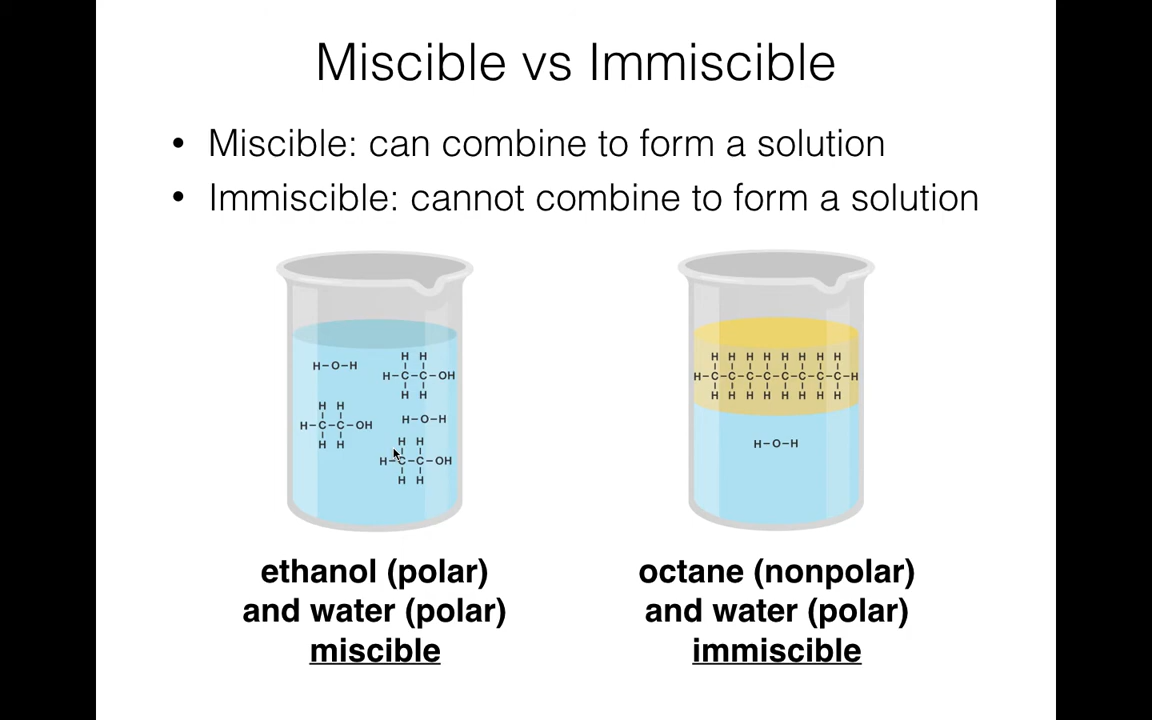 Miscible vs Immiscible
• Miscible: can combine to form a solution
• Immiscible: cannot combine to form a solution
H-O-H
H H
H-C-C-OH
H H
H H
H-C-C-OH
H H
H-O-H
H H
H-C-C-OH
H H
ethanol (polar)
and water (polar)
miscible
H H H H H H H H
H-C-C-C-C-C-C-C-C-H
H H H H H H H H
H-O-H
octane (nonpolar)
and water (polar)
immiscible